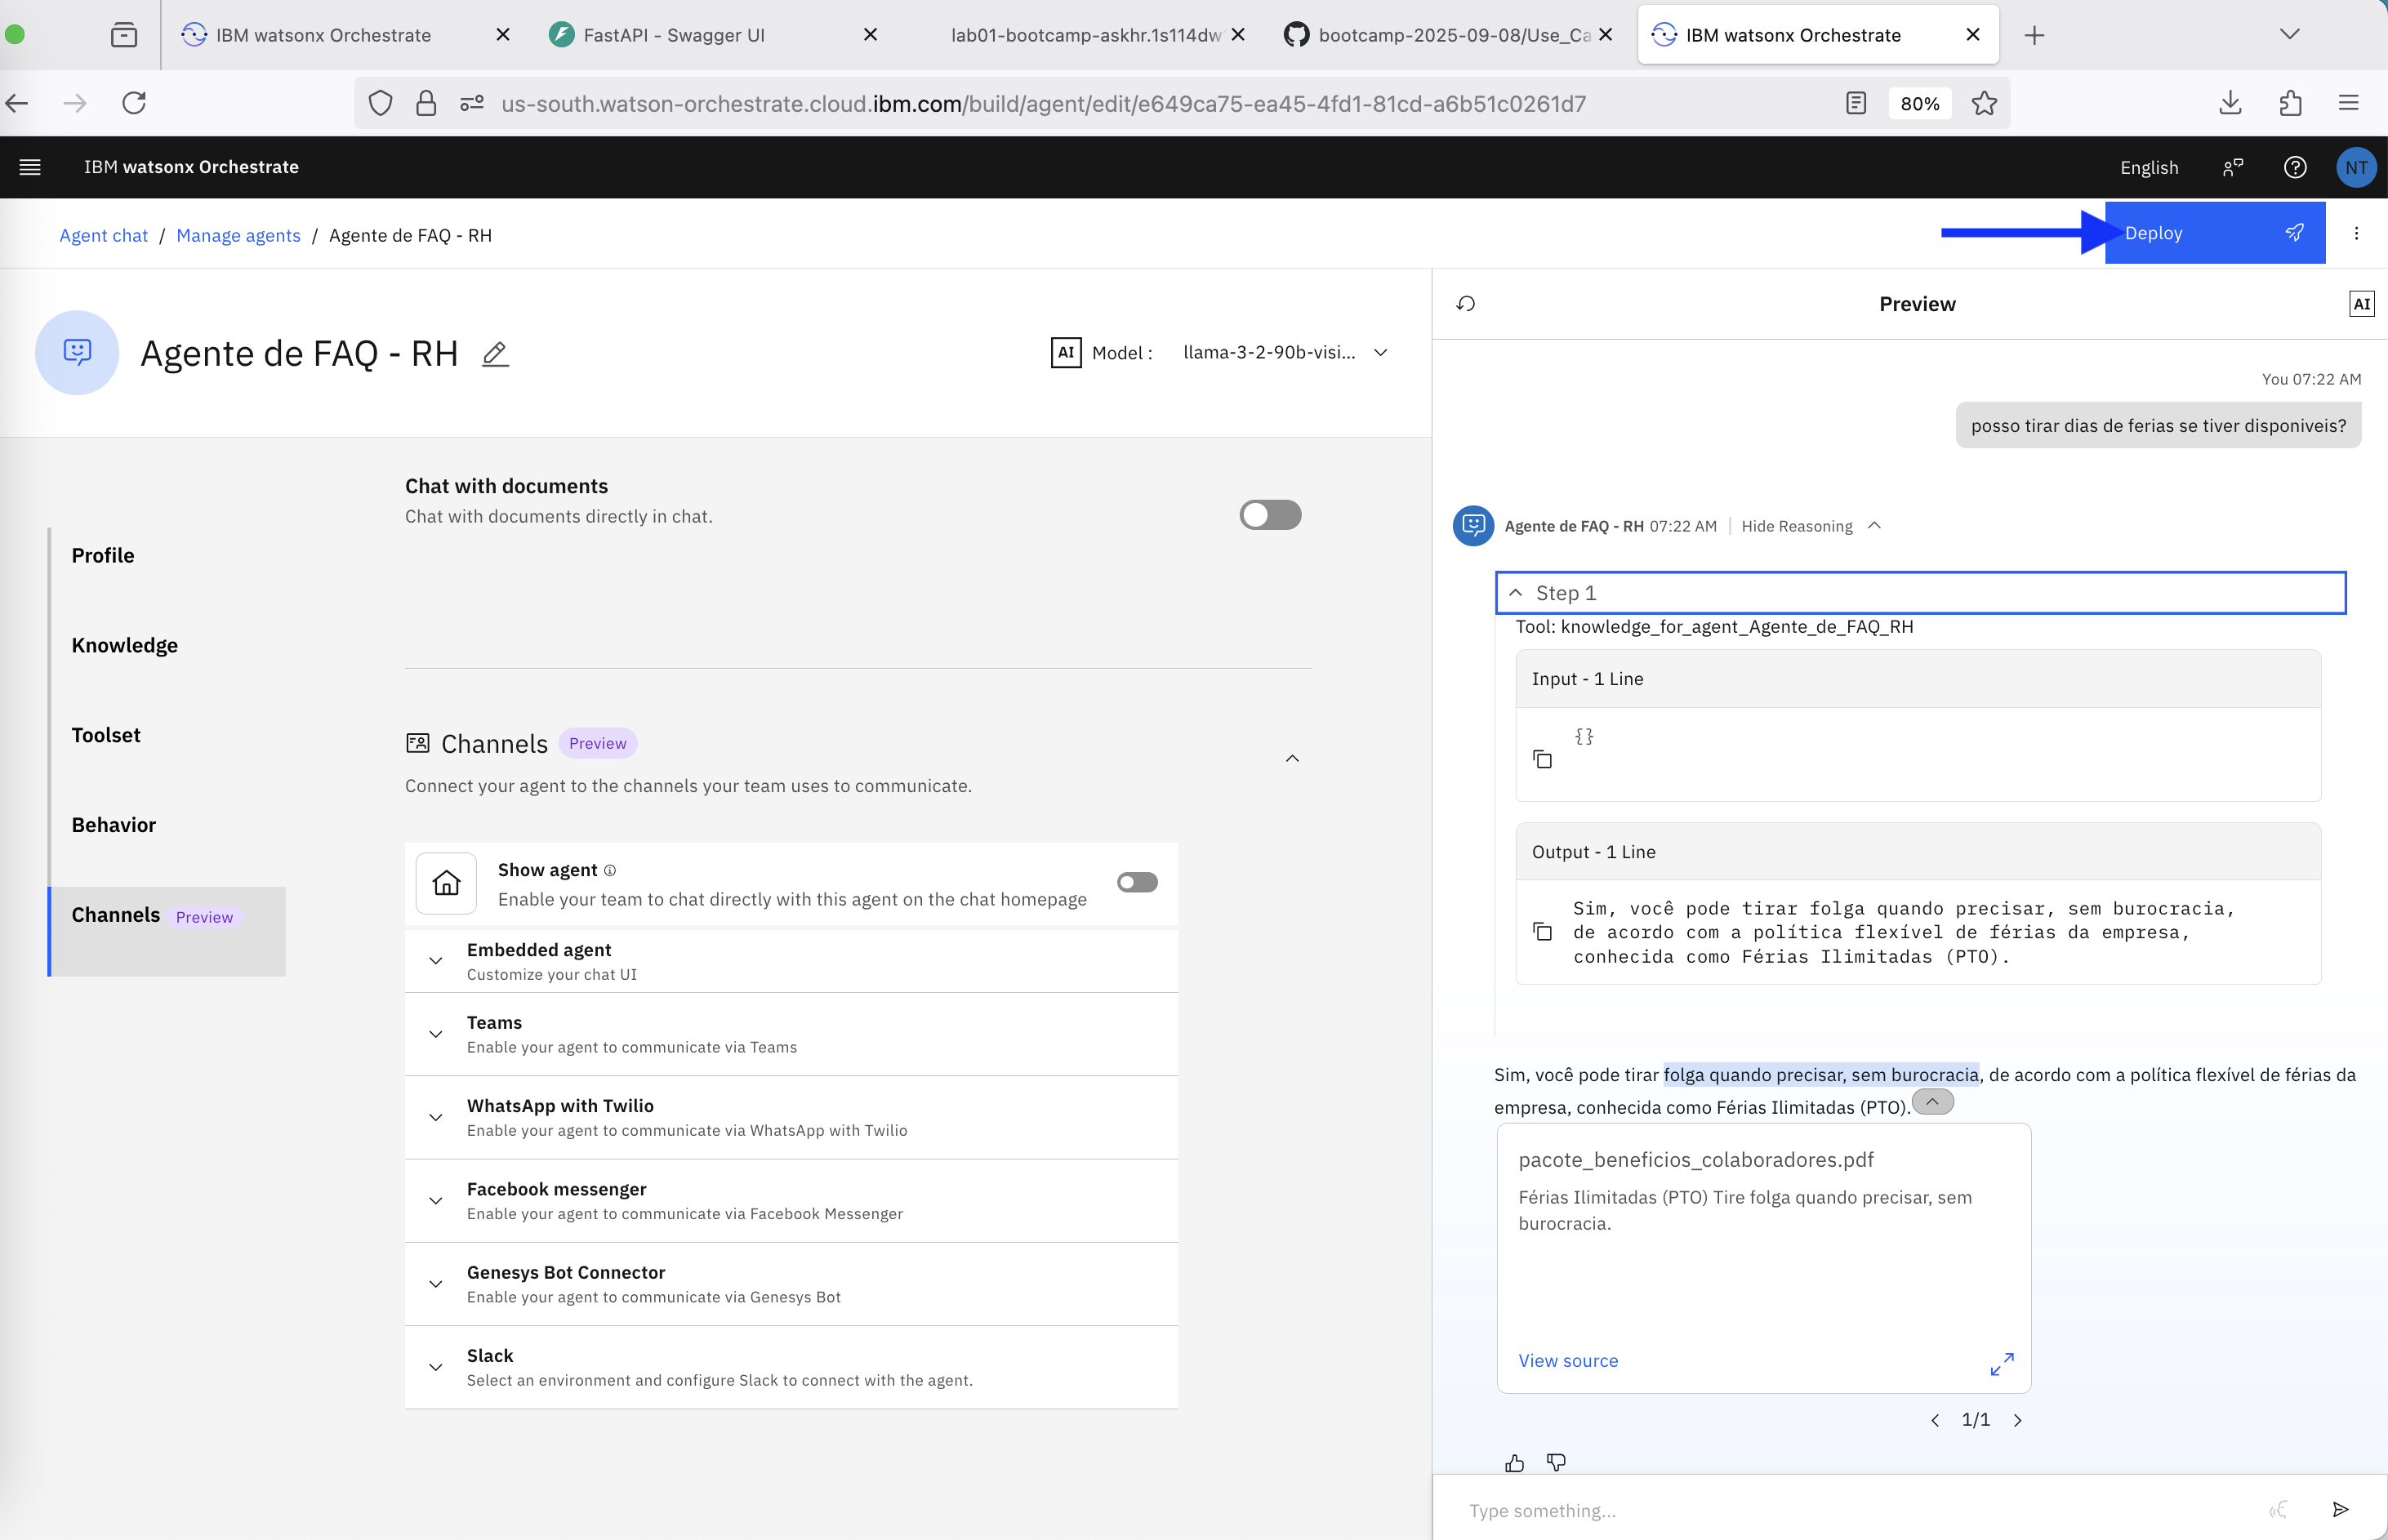 IBM watsonx Orchestrate
FastAPI - Swagger UI
lab01-bootcamp-askhr.1s114dw
bootcamp-2025-09-08/Use_Ca
IBM watsonx Orchestrate
us-south.watson-orchestrate.cloud.ibm.com/build/agent/edit/e649ca75-ea45-4fd1-81cd-a6b51c0261d7
80%
IBM watsonx Orchestrate
English
NT
Agent chat / Manage agents / Agente de FAQ - RH
Deploy
Agente de FAQ - RH
AI Model : llama-3-2-90b-visi...
Profile
Knowledge
Toolset
Behavior
Channels Preview
Chat with documents
Chat with documents directly in chat.
Channels Preview
Connect your agent to the channels your team uses to communicate.
Show agent
Enable your team to chat directly with this agent on the chat homepage
Embedded agent
Customize your chat UI
Teams
Enable your agent to communicate via Teams
WhatsApp with Twilio
Enable your agent to communicate via WhatsApp with Twilio
Facebook messenger
Enable your agent to communicate via Facebook Messenger
Genesys Bot Connector
Enable your agent to communicate via Genesys Bot
Slack
Select an environment and configure Slack to connect with the agent.
Preview
AI
You 07:22 AM
posso tirar dias de ferias se tiver disponiveis?
Agente de FAQ - RH 07:22 AM | Hide Reasoning
Step 1
Tool: knowledge_for_agent_Agente_de_FAQ_RH
Input - 1 Line
{}
Output - 1 Line
Sim, você pode tirar folga quando precisar, sem burocracia,
de acordo com a política flexível de férias da empresa,
conhecida como Férias Ilimitadas (PTO).
Sim, você pode tirar folga quando precisar, sem burocracia, de acordo com a política flexível de férias da
empresa, conhecida como Férias Ilimitadas (PTO).
pacote_beneficios_colaboradores.pdf
Férias Ilimitadas (PTO) Tire folga quando precisar, sem
burocracia.
View source
1/1
Type something...